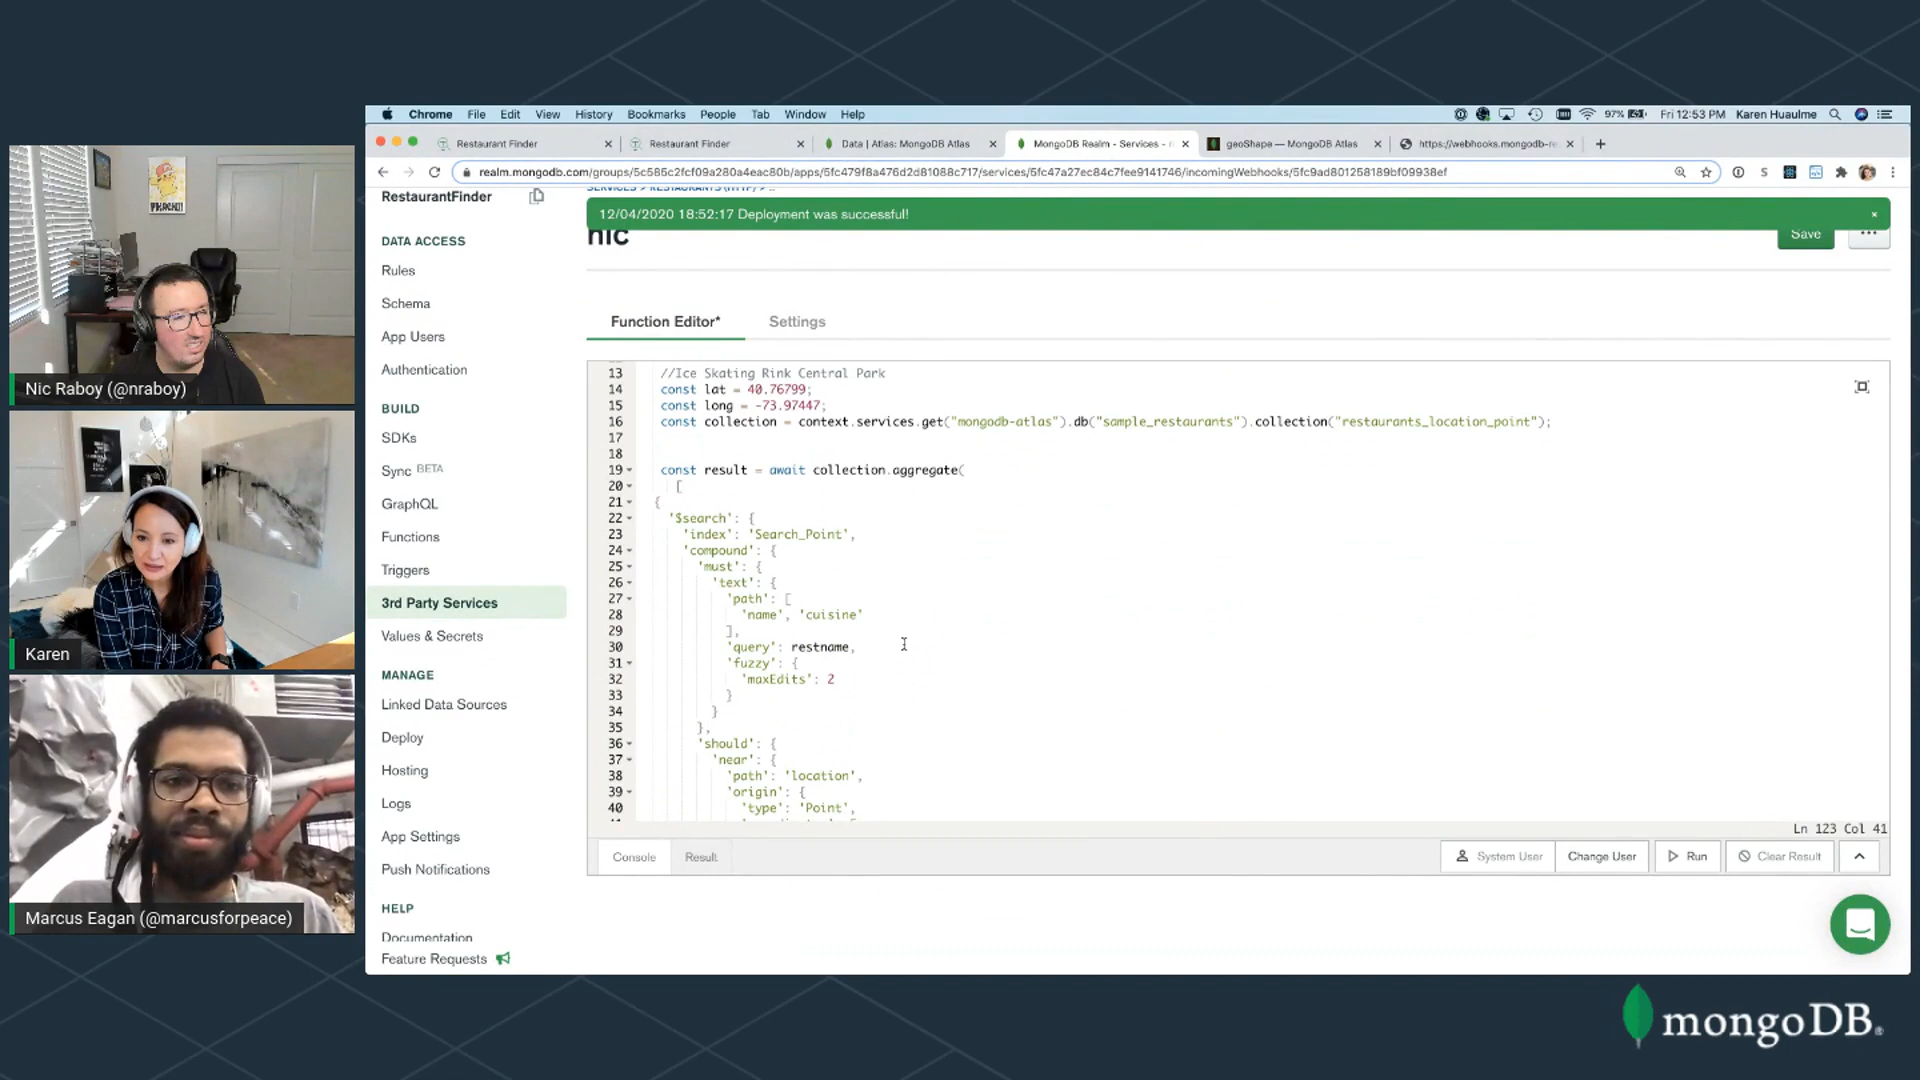 Chrome File Edit View History Bookmarks People Tab Window Help
97% Fri 12:53 PM Karen Huaulme
Restaurant Finder
Restaurant Finder
Data | Atlas: MongoDB Atlas
MongoDB Realm - Services -
geoShape — MongoDB Atlas
https://webhooks.mongodb-re
realm.mongodb.com/groups/5c585c2fcf09a280a4eac80b/apps/5fc479f8a476d2d81088c717/services/5fc47a27ec84c7fee9141746/incomingWebhooks/5fc9ad801258189bf09938ef
RestaurantFinder
DATA ACCESS
Rules
Schema
App Users
Authentication
BUILD
SDKs
Sync BETA
GraphQL
Functions
Triggers
3rd Party Services
Values & Secrets
MANAGE
Linked Data Sources
Deploy
Hosting
Logs
App Settings
Push Notifications
HELP
Documentation
Feature Requests
12/04/2020 18:52:17 Deployment was successful!
nic
Save
Function Editor*
Settings
13 //Ice Skating Rink Central Park
14 const lat = 40.76799;
15 const long = -73.97447;
16 const collection = context.services.get("mongodb-atlas").db("sample_restaurants").collection("restaurants_location_point");
17
18
19 const result = await collection.aggregate(
20 [
21 {
22 '$search': {
23 'index': 'Search_Point',
24 'compound': {
25 'must': {
26 'text': {
27 'path': [
28 'name', 'cuisine'
29 ],
30 'query': restname,
31 'fuzzy': {
32 'maxEdits': 2
33 }
34 }
35 },
36 'should': {
37 'near': {
38 'path': 'location',
39 'origin': {
40 'type': 'Point',
Ln 123 Col 41
Console
Result
System User
Change User
Run
Clear Result
Nic Raboy (@nraboy)
Karen
Marcus Eagan (@marcusforpeace)
PIKACHU!
mongoDB.